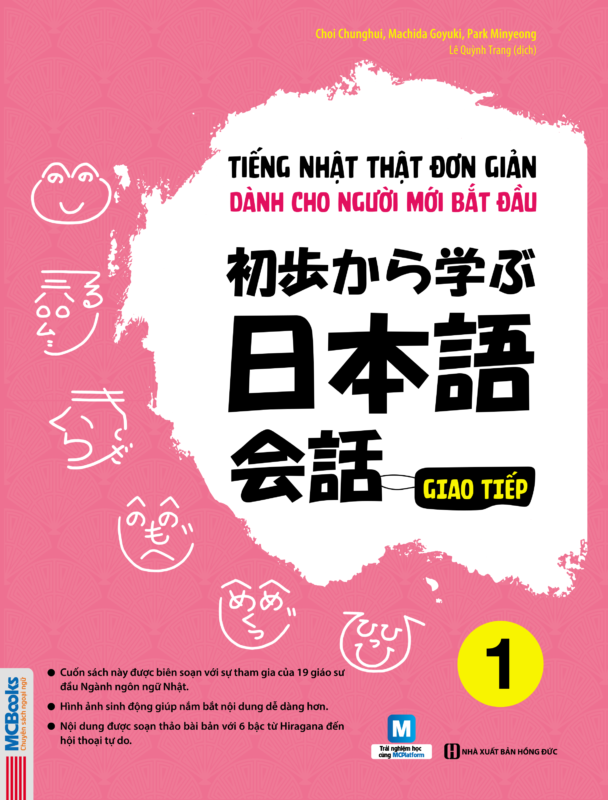 Choi Chunghui, Machida Goyuki, Park Minyeong
Lê Quỳnh Trang (dịch)
TIẾNG NHẬT THẬT ĐƠN GIẢN
DÀNH CHO NGƯỜI MỚI BẮT ĐẦU
初歩から学ぶ
日本語
会話
GIAO TIẾP
1
● Cuốn sách này được biên soạn với sự tham gia của 19 giáo sư
đầu Ngành ngôn ngữ Nhật.
● Hình ảnh sinh động giúp nắm bắt nội dung dễ dàng hơn.
● Nội dung được soạn thảo bài bản với 6 bậc từ Hiragana đến
hội thoại tự do.
MCBooks
Chuyên sách ngoại ngữ
M
Trải nghiệm học
cùng MCPlatform
H NHÀ XUẤT BẢN HỒNG ĐỨC